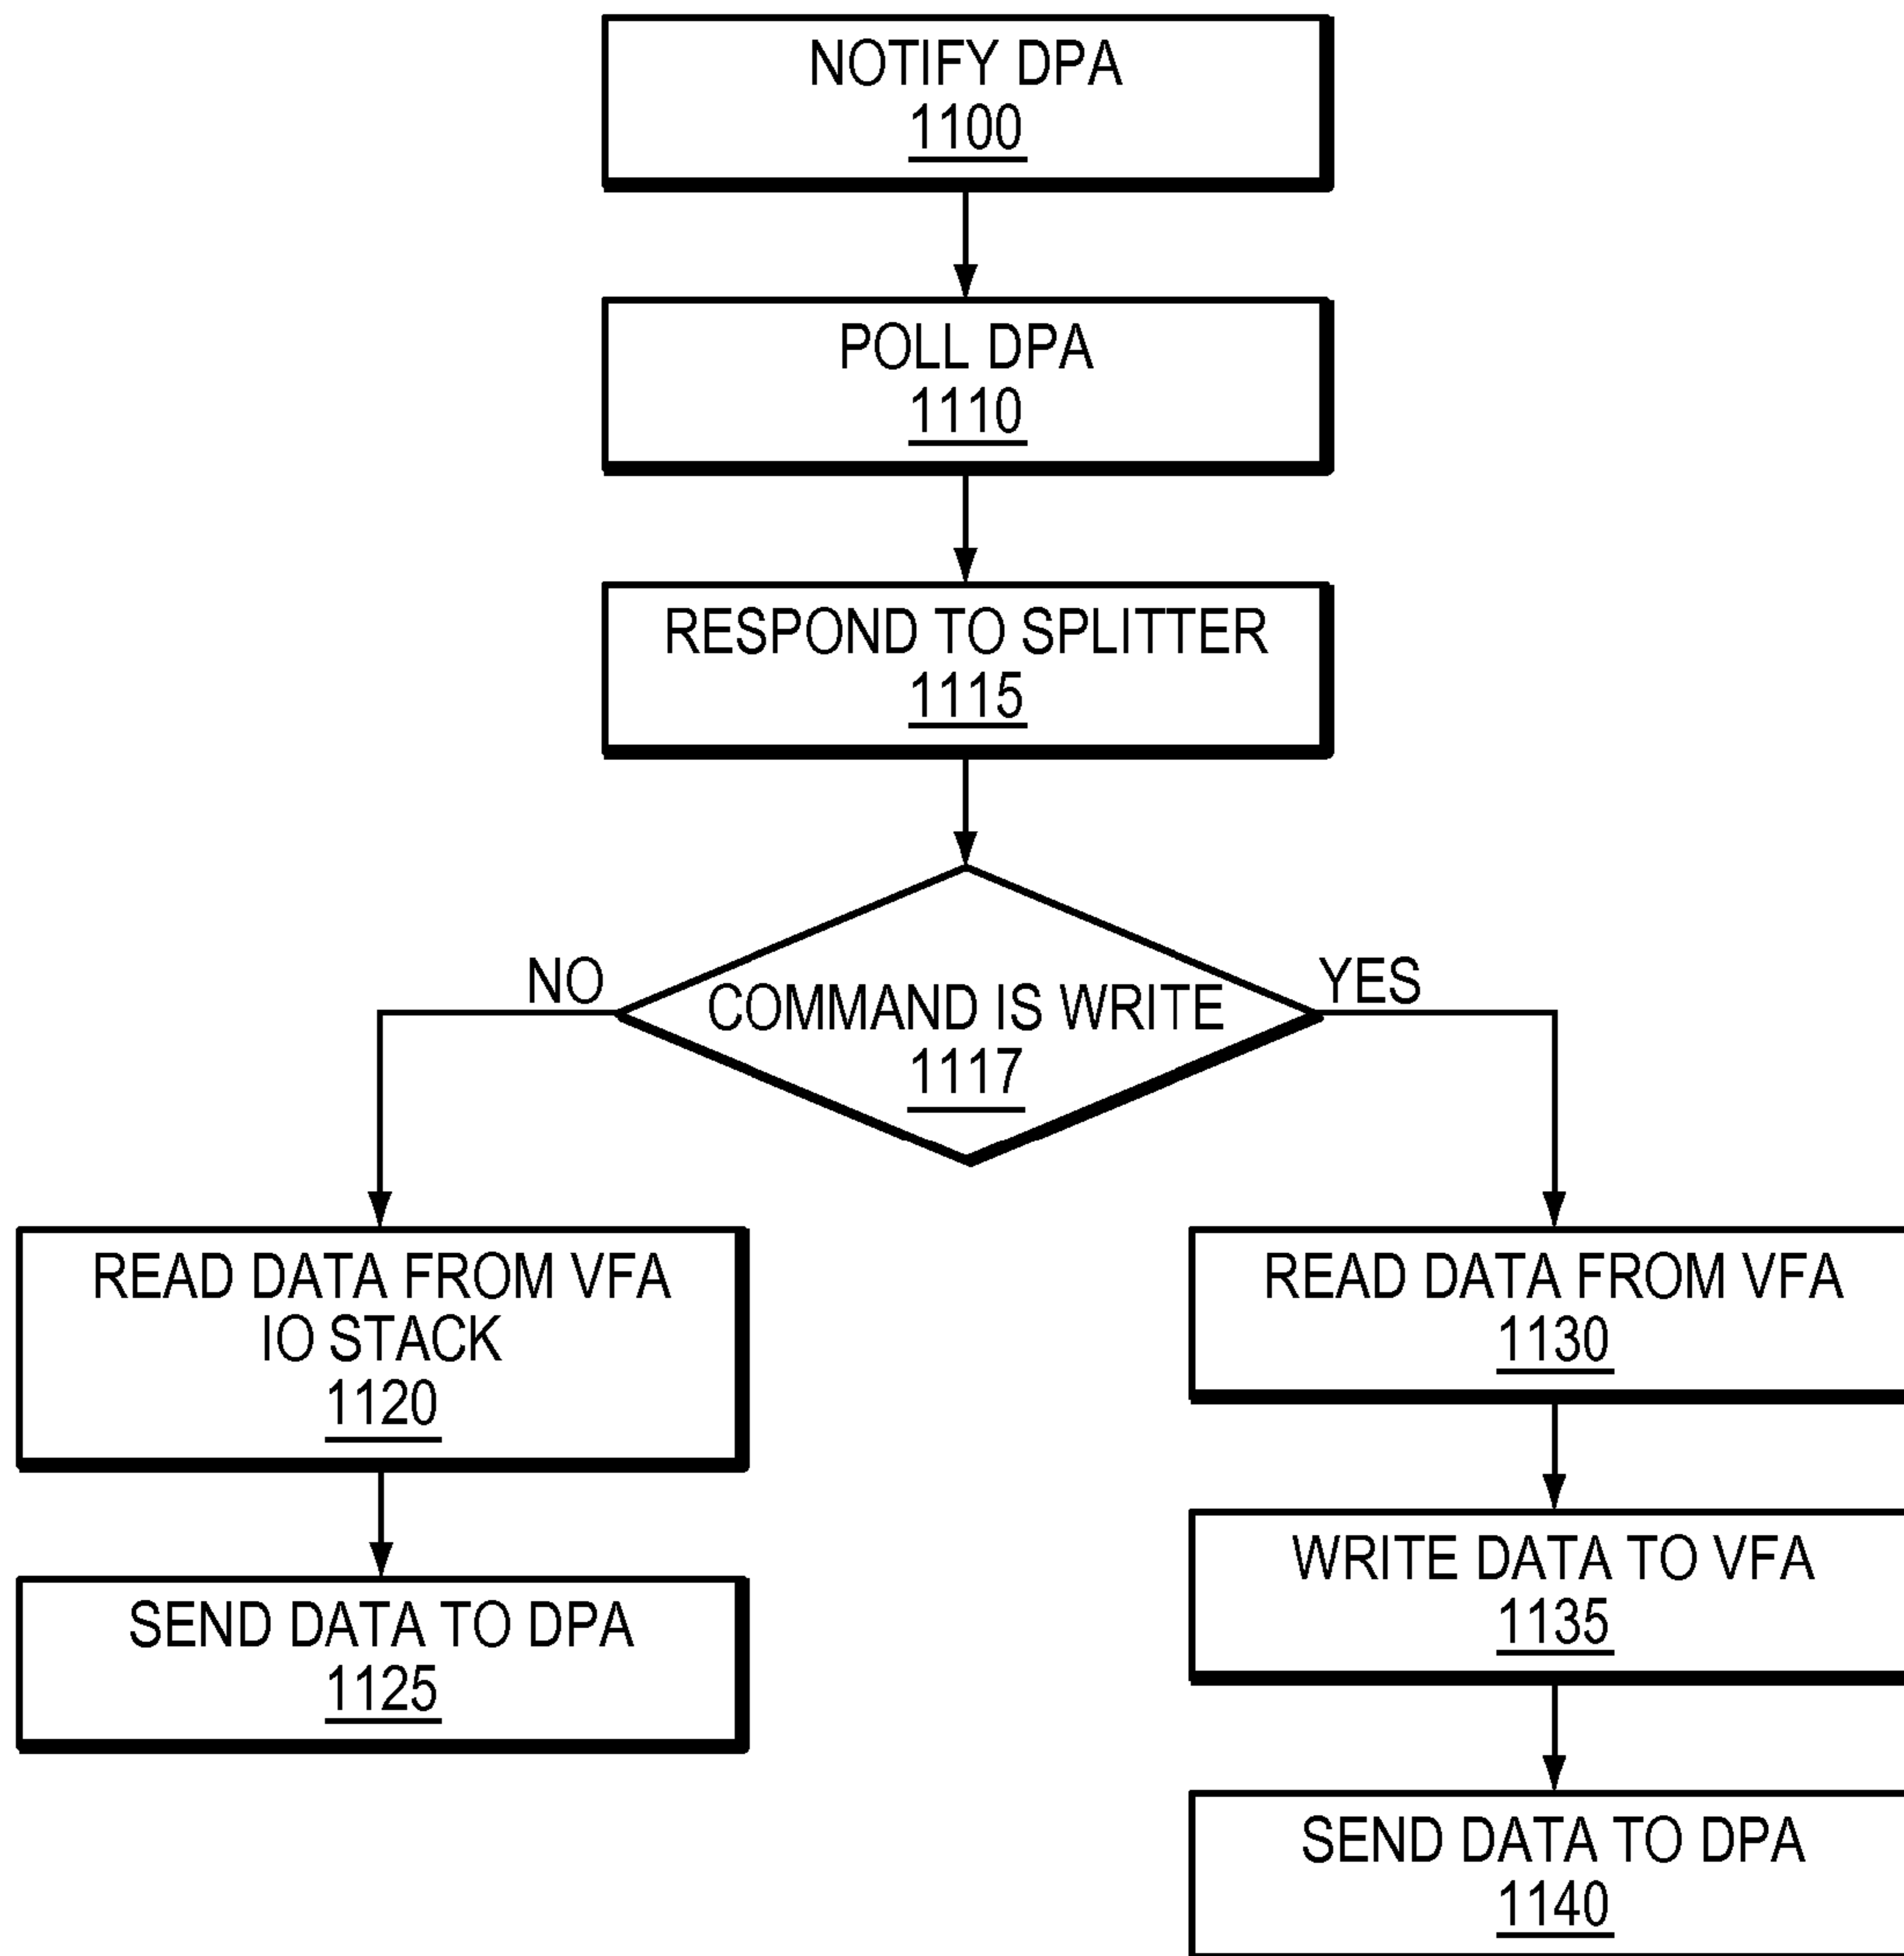 NOTIFY DPA
1100
POLL DPA
1110
RESPOND TO SPLITTER
1115
COMMAND IS WRITE
1117
NO
YES
READ DATA FROM VFA
IO STACK
1120
SEND DATA TO DPA
1125
READ DATA FROM VFA
1130
WRITE DATA TO VFA
1135
SEND DATA TO DPA
1140